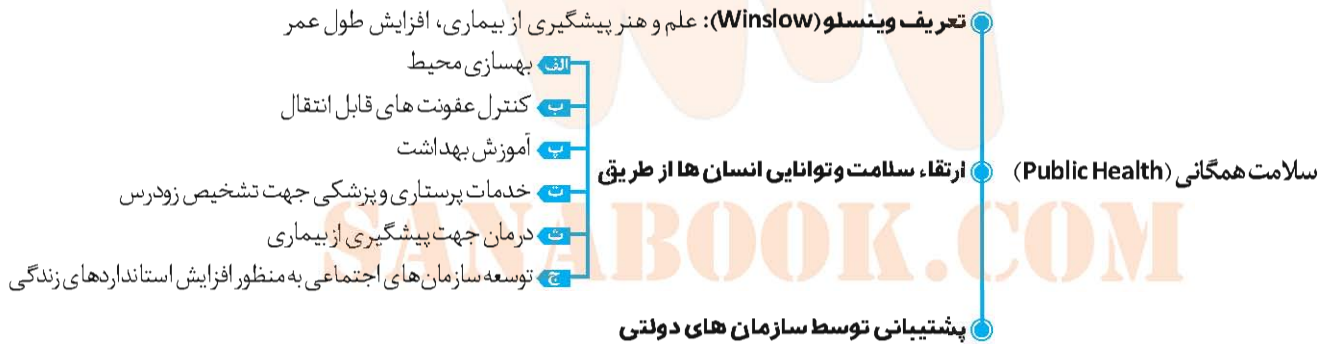 تعریف وینسلو (Winslow): علم و هنر پیشگیری از بیماری، افزایش طول عمر
الف بهسازی محیط
ب کنترل عفونت های قابل انتقال
پ آموزش بهداشت
سلامت همگانی (Public Health)
ارتقاء سلامت وتوانایی انسان ها از طریق
ت خدمات پرستاری و پزشکی جهت تشخیص زودرس
ث درمان جهت پیشگیری از بیماری
ج توسعه سازمان های اجتماعی به منظور افزایش استانداردهای زندگی
پشتیبانی توسط سازمان های دولتی
SANABOOK.COM